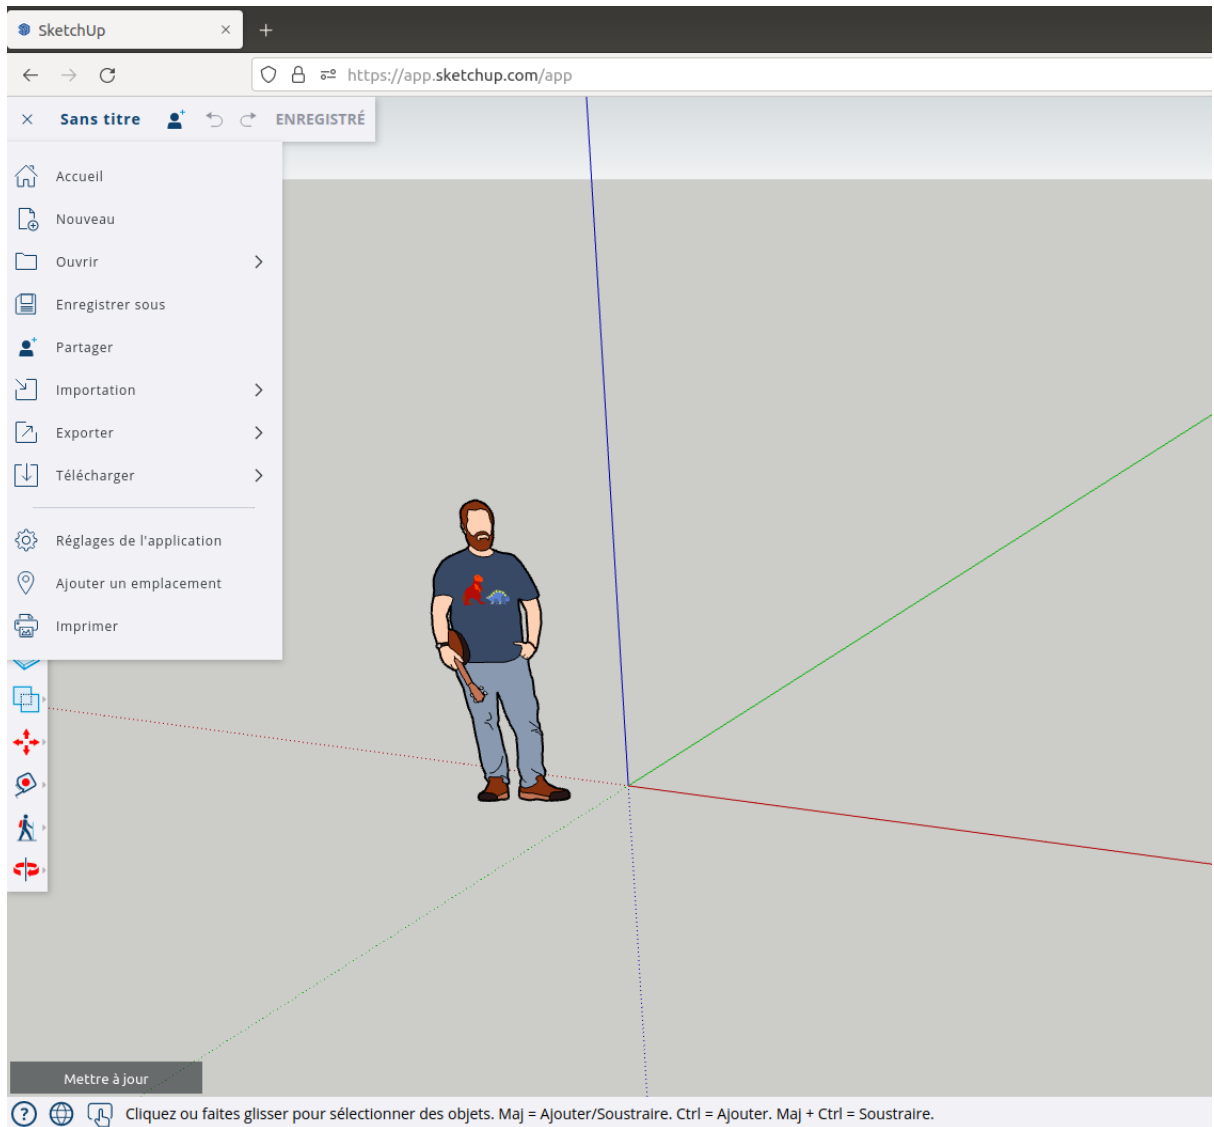 SketchUp
https://app.sketchup.com/app
Sans titre
ENREGISTRÉ
Accueil
Nouveau
Ouvrir
Enregistrer sous
Partager
Importation
Exporter
Télécharger
Réglages de l'application
Ajouter un emplacement
Imprimer
Mettre à jour
Cliquez ou faites glisser pour sélectionner des objets. Maj = Ajouter/Soustraire. Ctrl = Ajouter. Maj + Ctrl = Soustraire.